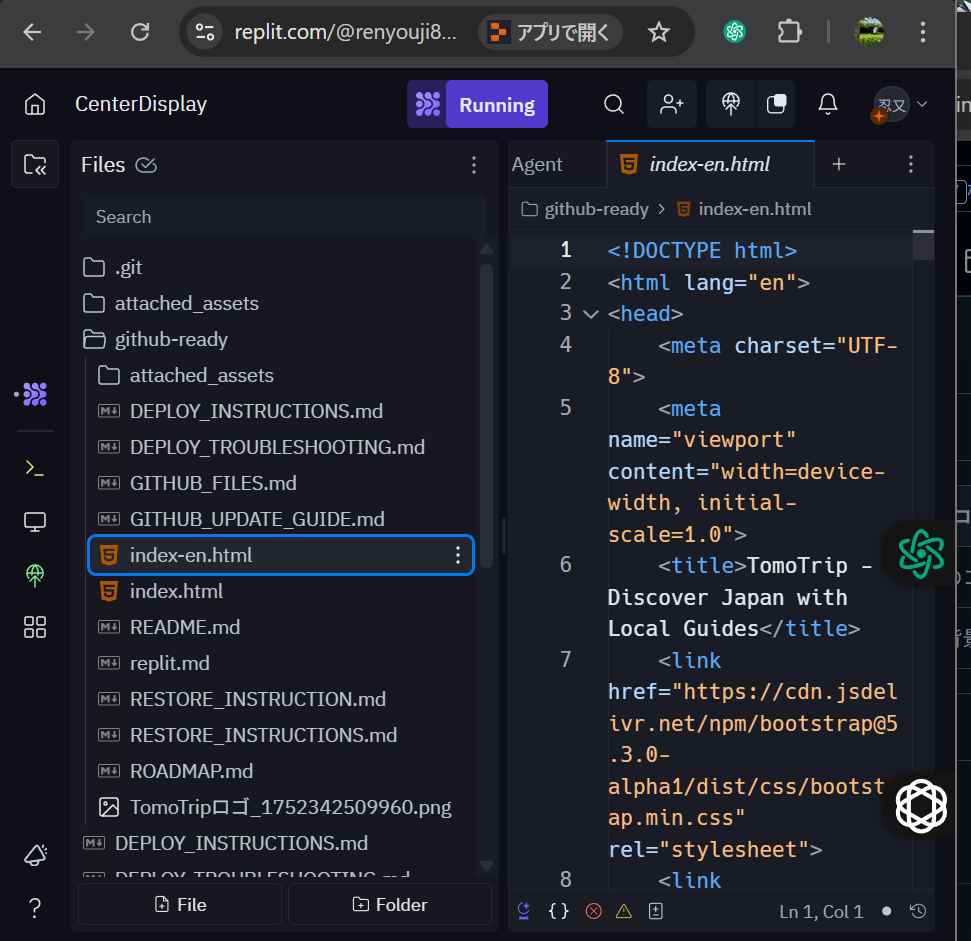 replit.com/@renyouji8...
アプリで開く
CenterDisplay
Running
忍又
Files
Search
.git
attached_assets
github-ready
attached_assets
DEPLOY_INSTRUCTIONS.md
DEPLOY_TROUBLESHOOTING.md
GITHUB_FILES.md
GITHUB_UPDATE_GUIDE.md
index-en.html
index.html
README.md
replit.md
RESTORE_INSTRUCTION.md
RESTORE_INSTRUCTIONS.md
ROADMAP.md
TomoTripロゴ_1752342509960.png
DEPLOY_INSTRUCTIONS.md
DEPLOY_TROUBLESHOOTING.md
File
Folder
Agent
index-en.html
github-ready > index-en.html
1 <!DOCTYPE html>
2 <html lang="en">
3 <head>
4 <meta charset="UTF-
8">
5 <meta
name="viewport"
content="width=device-
width, initial-
scale=1.0">
6 <title>TomoTrip -
Discover Japan with
Local Guides</title>
7 <link
href="https://cdn.jsdel
ivr.net/npm/bootstrap@5
.3.0-
alpha1/dist/css/bootst
ap.min.css"
rel="stylesheet">
8 <link
{}
Ln 1, Col 1